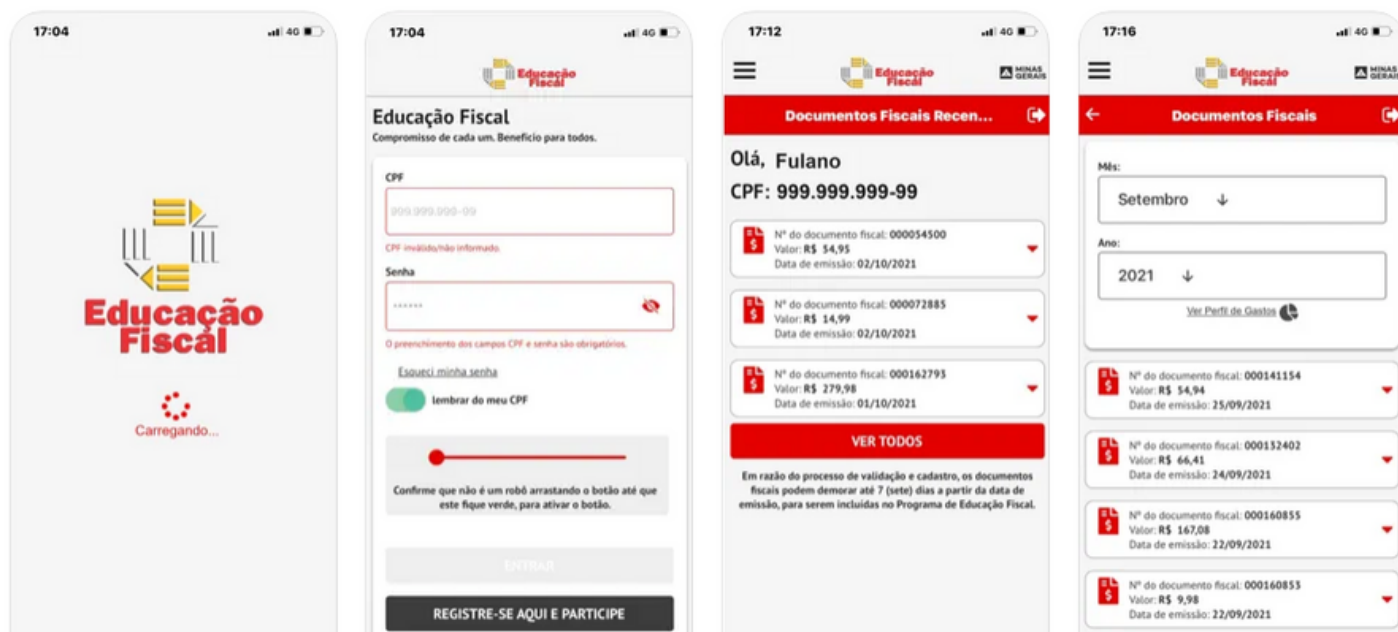 17:04
4G
Educação
Fiscal
Carregando...
17:04
4G
Educação
Fiscal
Educação Fiscal
Compromisso de cada um. Benefício para todos.
CPF
999.999.999-99
CPF inválido/não informado.
Senha
******
O preenchimento dos campos CPF e senha são obrigatórios.
Esqueci minha senha
lembrar do meu CPF
Confirme que não é um robô arrastando o botão até que
este fique verde, para ativar o botão.
ENTRAR
REGISTRE-SE AQUI E PARTICIPE
17:12
4G
Educação
Fiscal
MINAS
GERAIS
Documentos Fiscais Recen...
Olá, Fulano
CPF: 999.999.999-99
Nº do documento fiscal: 000054500
Valor: R$ 54,95
Data de emissão: 02/10/2021
Nº do documento fiscal: 000072885
Valor: R$ 14,99
Data de emissão: 02/10/2021
Nº do documento fiscal: 000162793
Valor: R$ 279,98
Data de emissão: 01/10/2021
VER TODOS
Em razão do processo de validação e cadastro, os documentos
fiscais podem demorar até 7 (sete) dias a partir da data de
emissão, para serem incluídas no Programa de Educação Fiscal.
17:16
4G
Educação
Fiscal
MINAS
GERAIS
Documentos Fiscais
Mês:
Setembro
Ano:
2021
Ver Perfil de Gastos
Nº do documento fiscal: 000141154
Valor: R$ 54,94
Data de emissão: 25/09/2021
Nº do documento fiscal: 000132402
Valor: R$ 66,41
Data de emissão: 24/09/2021
Nº do documento fiscal: 000160855
Valor: R$ 167,08
Data de emissão: 22/09/2021
Nº do documento fiscal: 000160853
Valor: R$ 9,98
Data de emissão: 22/09/2021